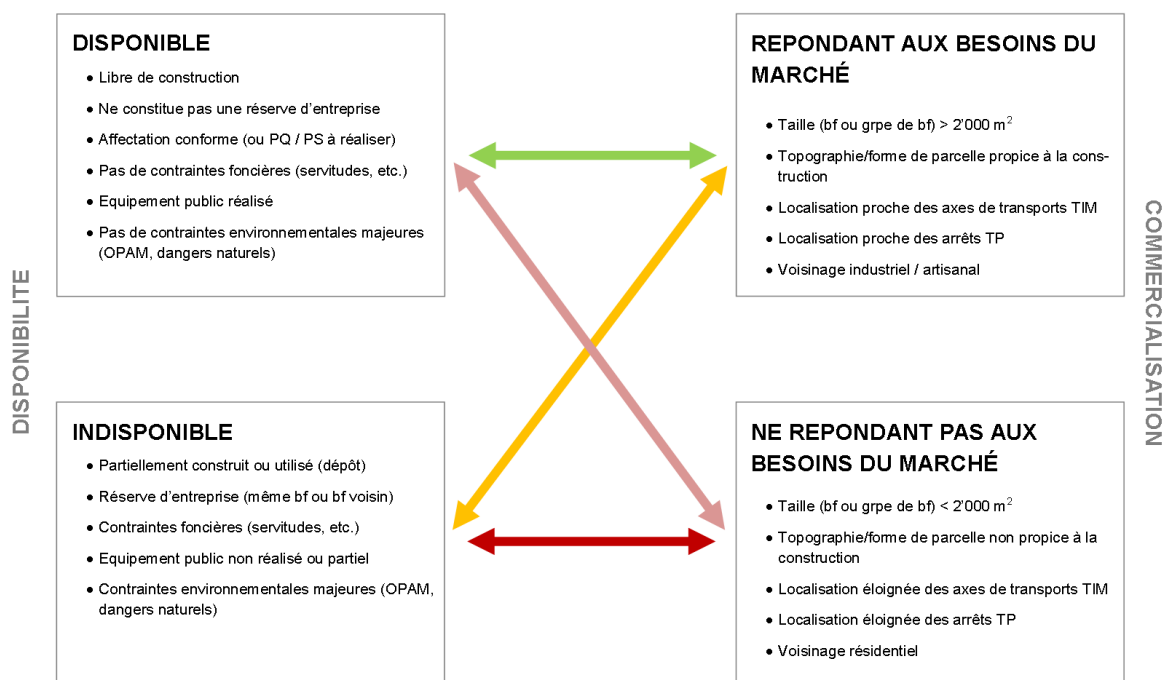 DISPONIBILITE
DISPONIBLE
• Libre de construction
• Ne constitue pas une réserve d'entreprise
• Affectation conforme (ou PQ / PS à réaliser)
• Pas de contraintes foncières (servitudes, etc.)
• Equipement public réalisé
• Pas de contraintes environnementales majeures
(OPAM, dangers naturels)
INDISPONIBLE
• Partiellement construit ou utilisé (dépôt)
• Réserve d'entreprise (même bf ou bf voisin)
• Contraintes foncières (servitudes, etc.)
• Equipement public non réalisé ou partiel
• Contraintes environnementales majeures (OPAM,
dangers naturels)
REPONDANT AUX BESOINS DU
MARCHÉ
• Taille (bf ou grpe de bf) > 2'000 m²
• Topographie/forme de parcelle propice à la cons-
truction
• Localisation proche des axes de transports TIM
• Localisation proche des arrêts TP
• Voisinage industriel / artisanal
NE REPONDANT PAS AUX
BESOINS DU MARCHÉ
• Taille (bf ou grpe de bf) < 2'000 m²
• Topographie/forme de parcelle non propice à la
construction
• Localisation éloignée des axes de transports TIM
• Localisation éloignée des arrêts TP
• Voisinage résidentiel
COMMERCIALISATION